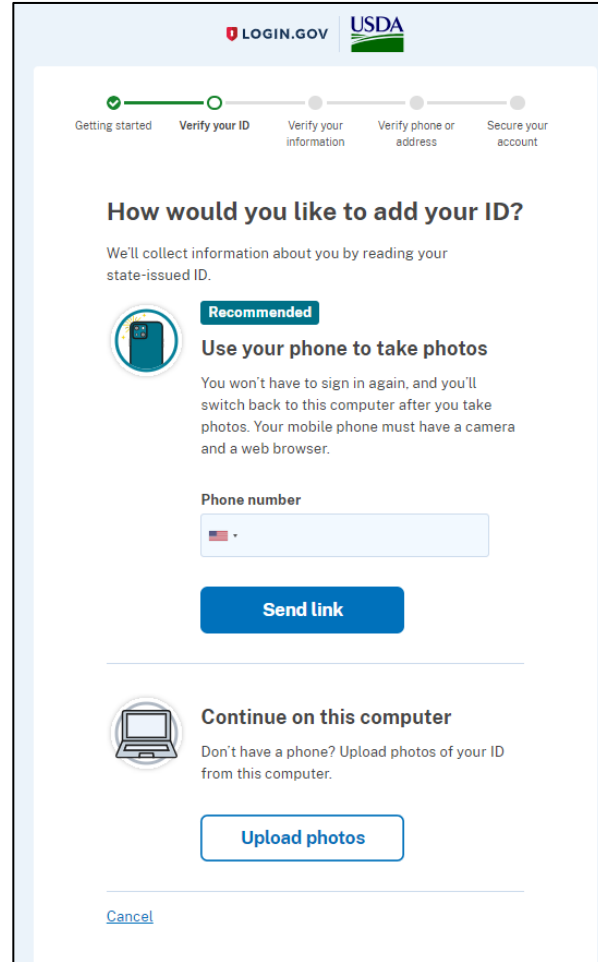 LOGIN.GOV USDA
Getting started Verify your ID Verify your Verify phone or Secure your
information address account
How would you like to add your ID?
We'll collect information about you by reading your
state-issued ID.
Recommended
Use your phone to take photos
You won't have to sign in again, and you'll
switch back to this computer after you take
photos. Your mobile phone must have a camera
and a web browser.
Phone number
Send link
Continue on this computer
Don't have a phone? Upload photos of your ID
from this computer.
Upload photos
Cancel